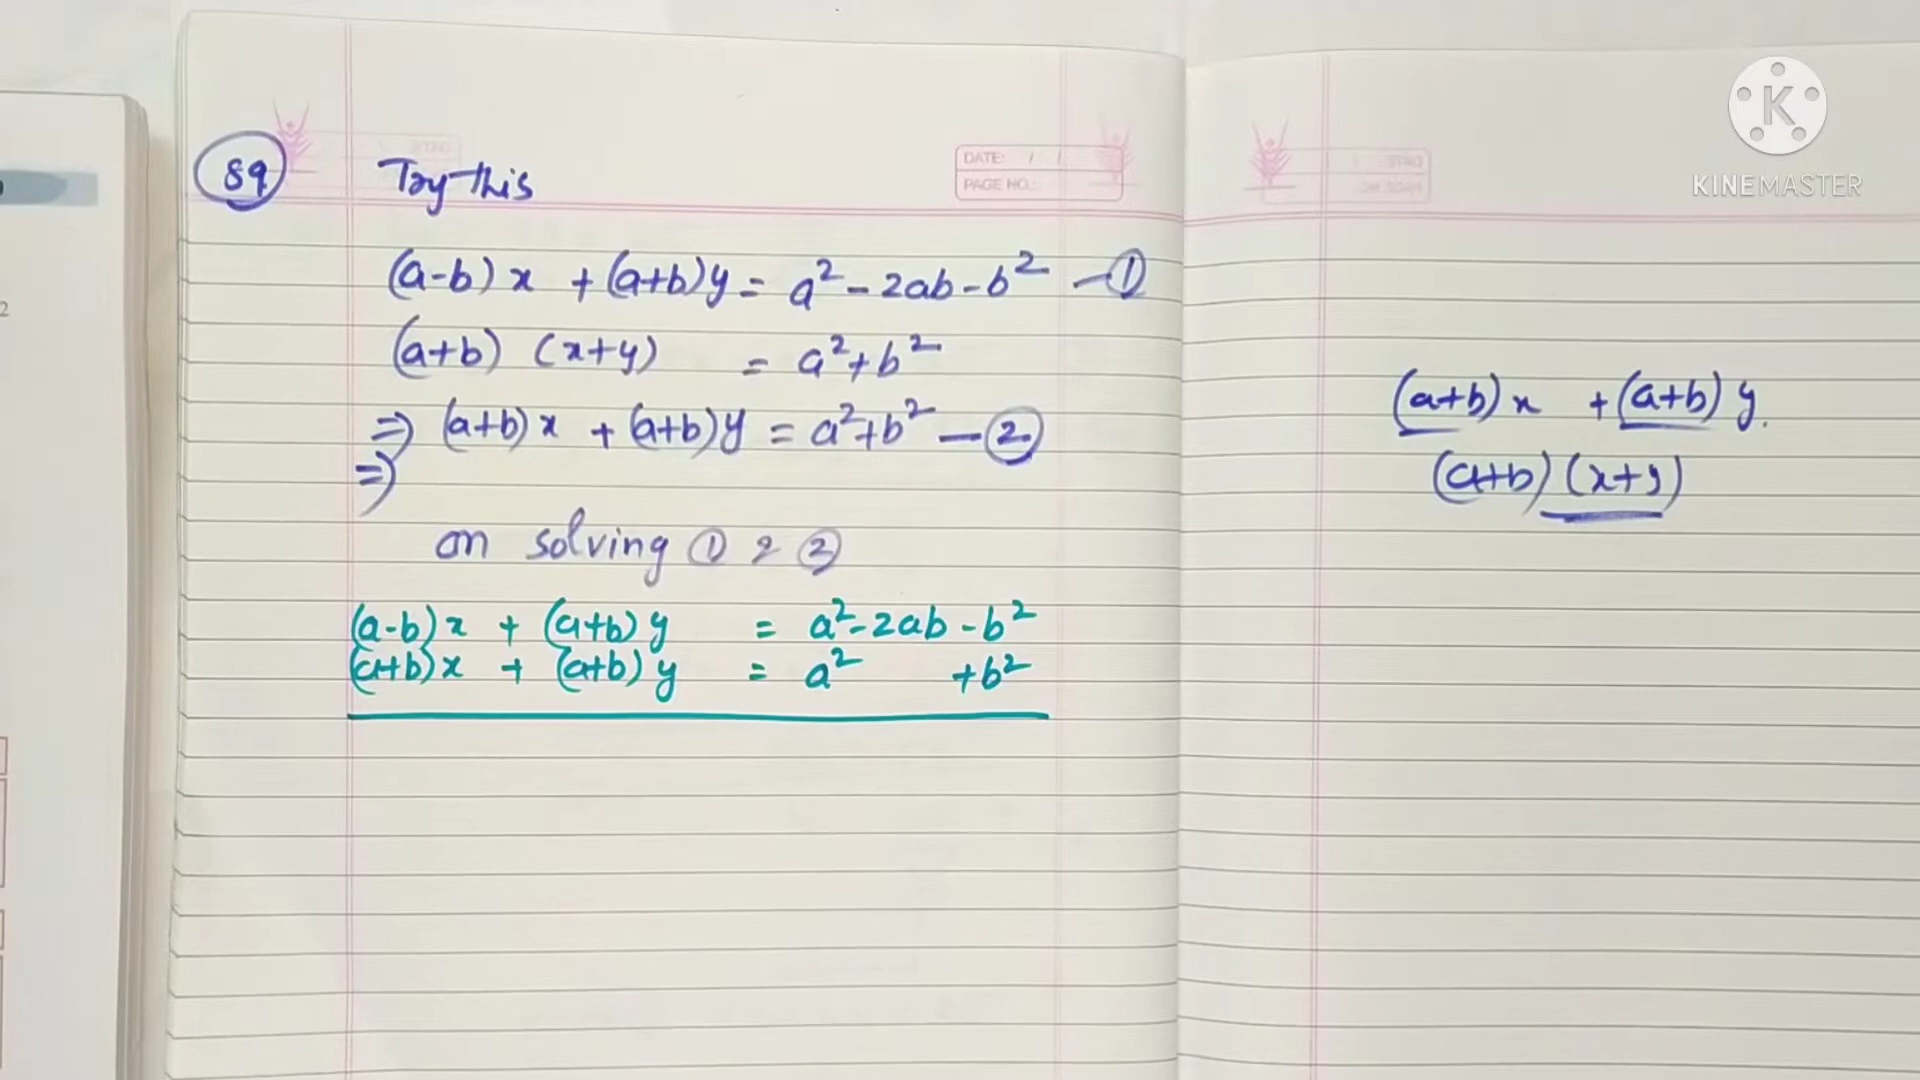 89 Try this
DATE: / /
PAGE NO.:
(a-b)x + (a+b)y = a² - 2ab - b² — ①
(a+b) (x+y) = a² + b²
⇒ (a+b)x + (a+b)y = a² + b² — ②
⇒
on solving ① & ②
(a-b)x + (a+b)y = a² - 2ab - b²
(a+b)x + (a+b)y = a² + b²
K
KINEMASTER
(a+b)x + (a+b)y.
(a+b)(x+y)
2